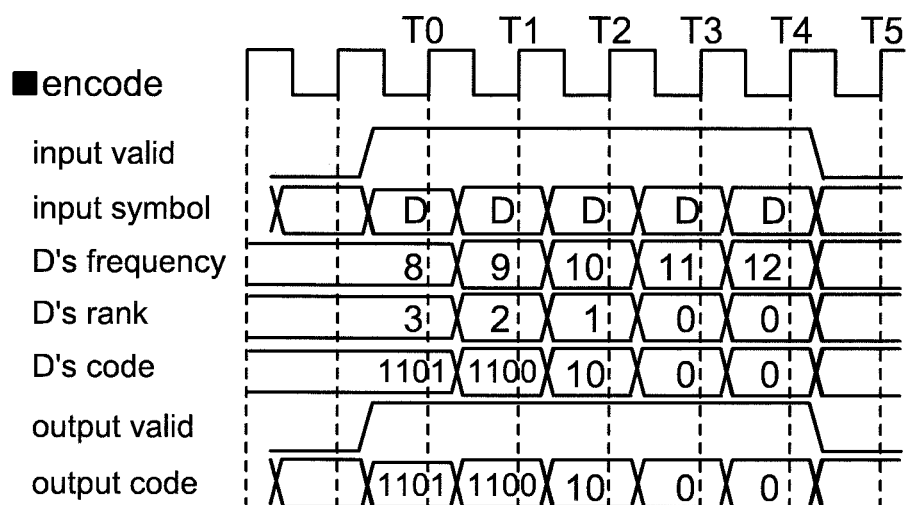 T0 T1 T2 T3 T4 T5
■encode
input valid
input symbol D D D D D
D's frequency 8 9 10 11 12
D's rank 3 2 1 0 0
D's code 1101 1100 10 0 0
output valid
output code 1101 1100 10 0 0